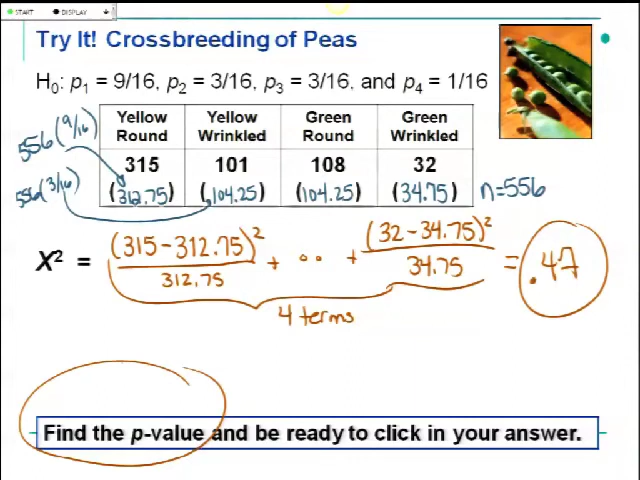 START DISPLAY
Try It! Crossbreeding of Peas
H₀: p₁ = 9/16, p₂ = 3/16, p₃ = 3/16, and p₄ = 1/16
Yellow Round Yellow Wrinkled Green Round Green Wrinkled
556(9/16) 315 101 108 32
556(3/16) (312.75) (104.25) (104.25) (34.75) n=556
X² = (315-312.75)²/312.75 + ·· + (32-34.75)²/34.75 = .47
4 terms
Find the p-value and be ready to click in your answer.